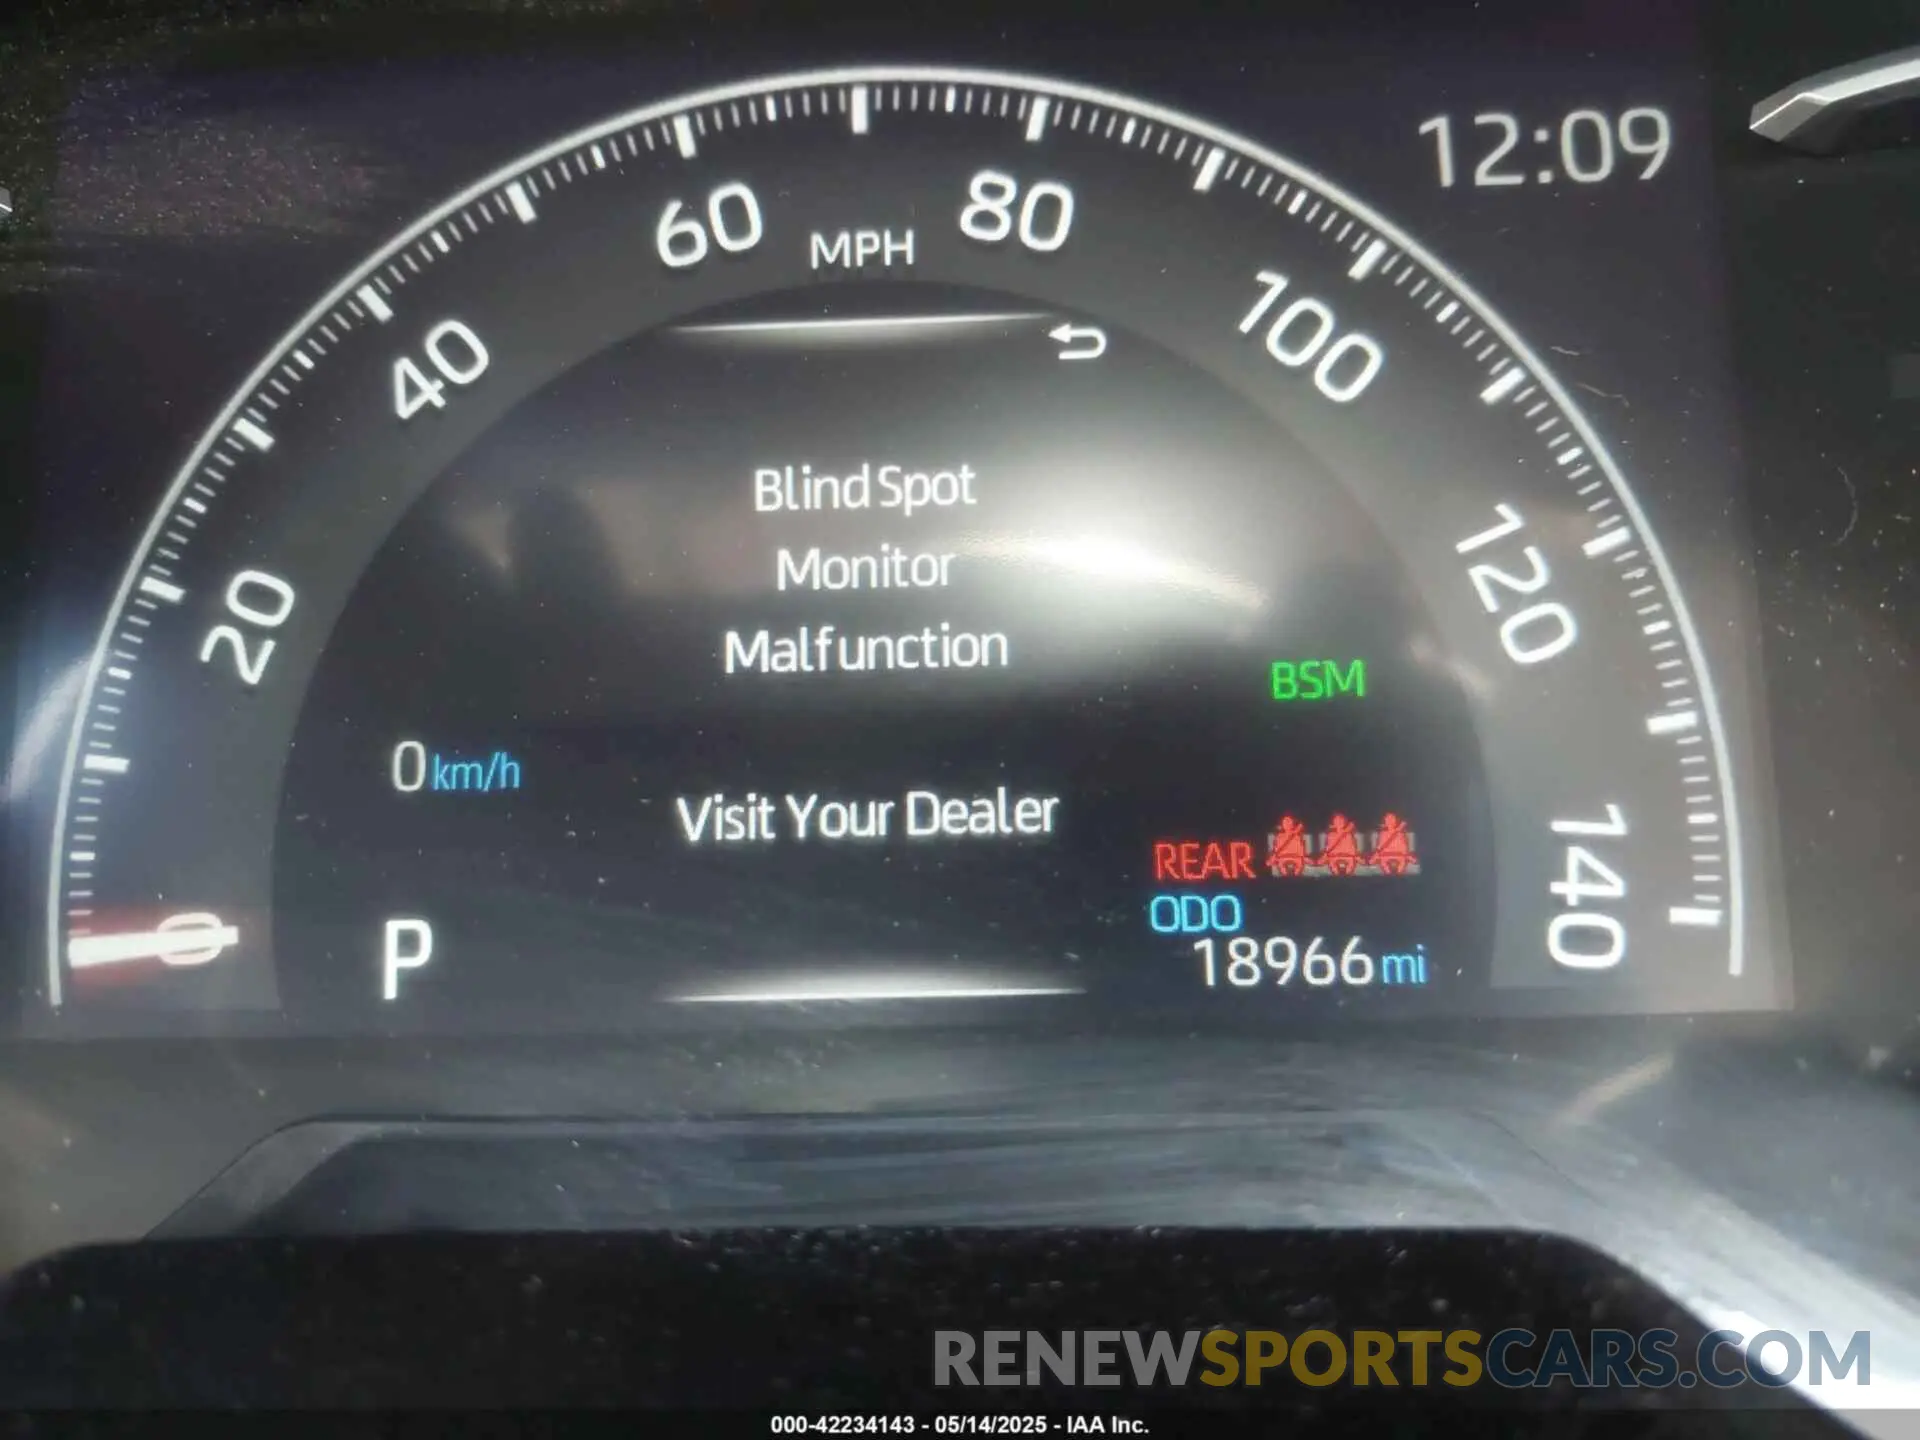 12:09
60
MPH
80
40
100
20
120
Blind Spot
Monitor
Malfunction
BSM
0 km/h
Visit Your Dealer
REAR
140
ODO
0
P
18966 mi
RENEWSPORTSCARS.COM
000-42234143 - 05/14/2025 - IAA Inc.